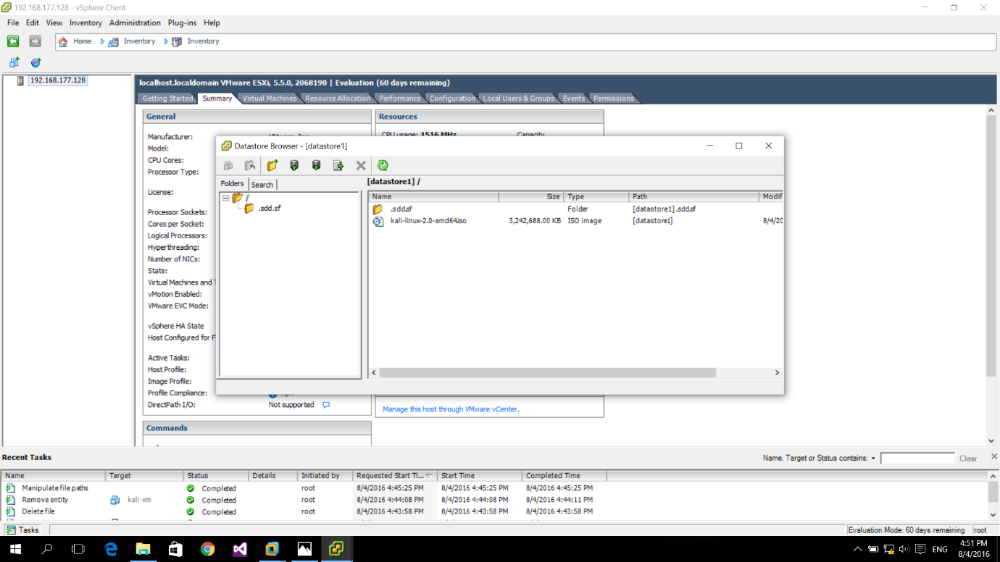 192.168.177.128 - vSphere Client
File Edit View Inventory Administration Plug-ins Help
Home Inventory Inventory
192.168.177.128
localhost.localdomain VMware ESXi, 5.5.0, 2068190 | Evaluation (60 days remaining)
Getting Started Summary Virtual Machines Resource Allocation Performance Configuration Local Users & Groups Events Permissions
General
Resources
Manufacturer:
Model:
CPU Cores:
Processor Type:
License:
Processor Sockets:
Cores per Socket:
Logical Processors:
Hyperthreading:
Number of NICs:
State:
Virtual Machines and T
vMotion Enabled:
VMware EVC Mode:
vSphere HA State
Host Configured for F
Active Tasks:
Host Profile:
Image Profile:
Profile Compliance:
DirectPath I/O: Not supported
CPU usage: 1516 MHz Capacity
Datastore Browser - [datastore1]
Folders Search
/
.sdd.sf
[datastore1] /
Name Size Type Path Modif
.sdd.sf Folder [datastore1] .sdd.sf
kali-linux-2.0-amd64.iso 3,242,688.00 KB ISO image [datastore1] 8/4/20
Manage this host through VMware vCenter.
Commands
Recent Tasks
Name, Target or Status contains: Clear
Name Target Status Details Initiated by Requested Start Ti... Start Time Completed Time
Manipulate file paths Completed root 8/4/2016 4:45:25 PM 8/4/2016 4:45:25 PM 8/4/2016 4:45:25 PM
Remove entity kali-vm Completed root 8/4/2016 4:44:08 PM 8/4/2016 4:44:08 PM 8/4/2016 4:44:11 PM
Delete file Completed root 8/4/2016 4:43:58 PM 8/4/2016 4:43:58 PM 8/4/2016 4:43:58 PM
Tasks
Evaluation Mode: 60 days remaining root
ENG
4:51 PM
8/4/2016